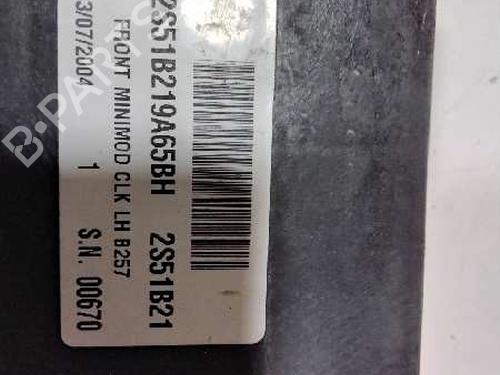 2S51B219A65BH 2S51B21
FRONT MINIMOD CLK LH B257
3/07/2004 1 S.N. 00670
B-PARTS